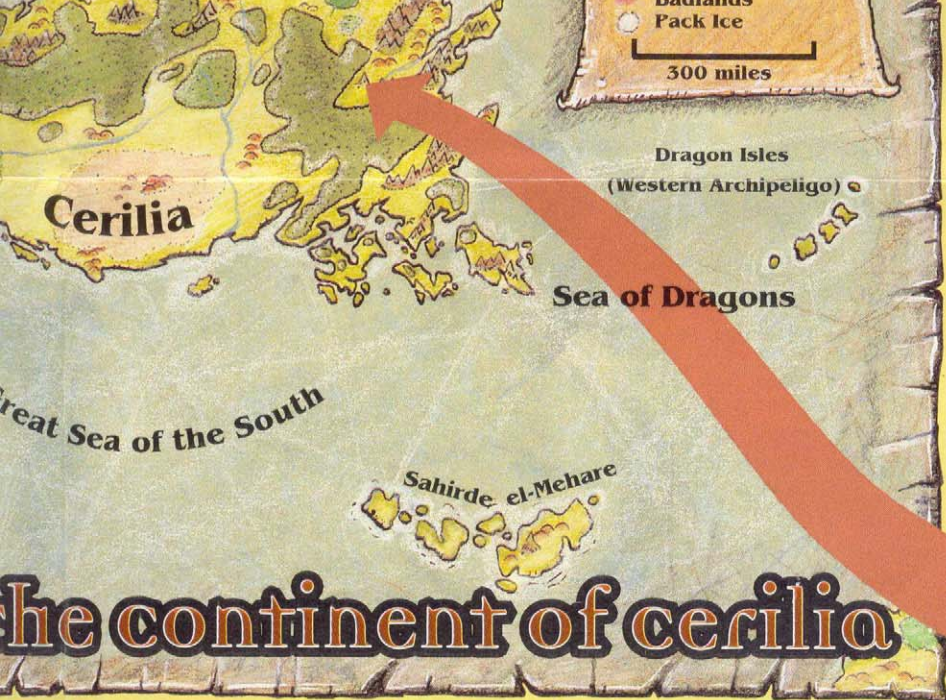 Badlands
Pack Ice
300 miles
Dragon Isles
(Western Archipeligo)
Cerilia
Sea of Dragons
reat Sea of the South
Sahirde el-Mehare
he continent of cerilia